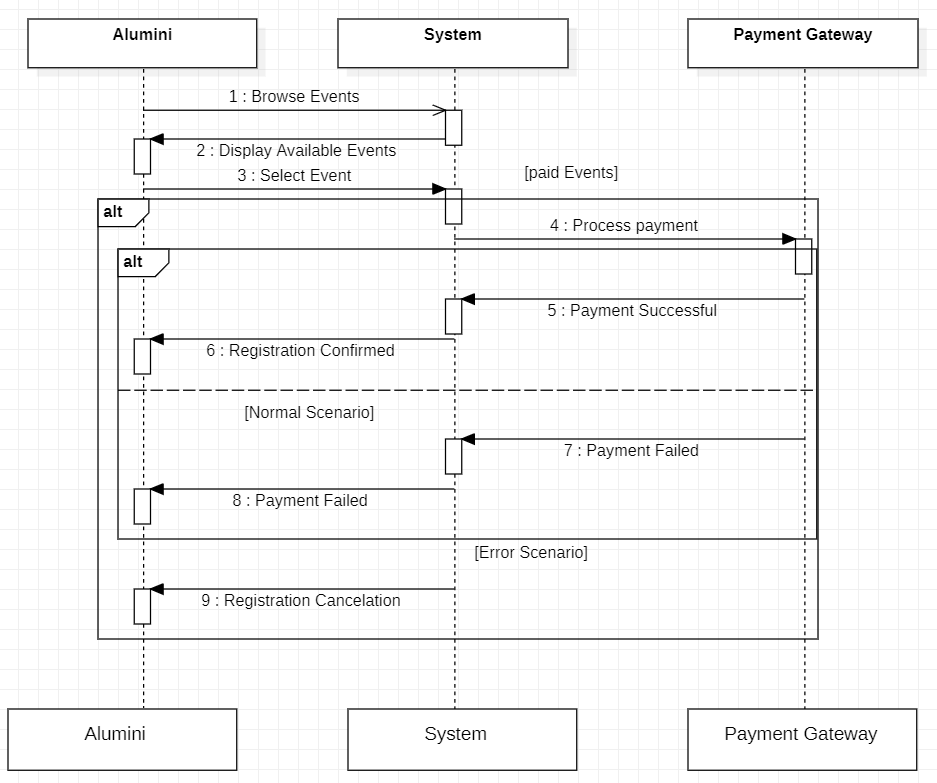 Alumini
System
Payment Gateway
1 : Browse Events
2 : Display Available Events
[paid Events]
3 : Select Event
alt
4 : Process payment
alt
5 : Payment Successful
6 : Registration Confirmed
[Normal Scenario]
7 : Payment Failed
8 : Payment Failed
[Error Scenario]
9 : Registration Cancelation
Alumini
System
Payment Gateway